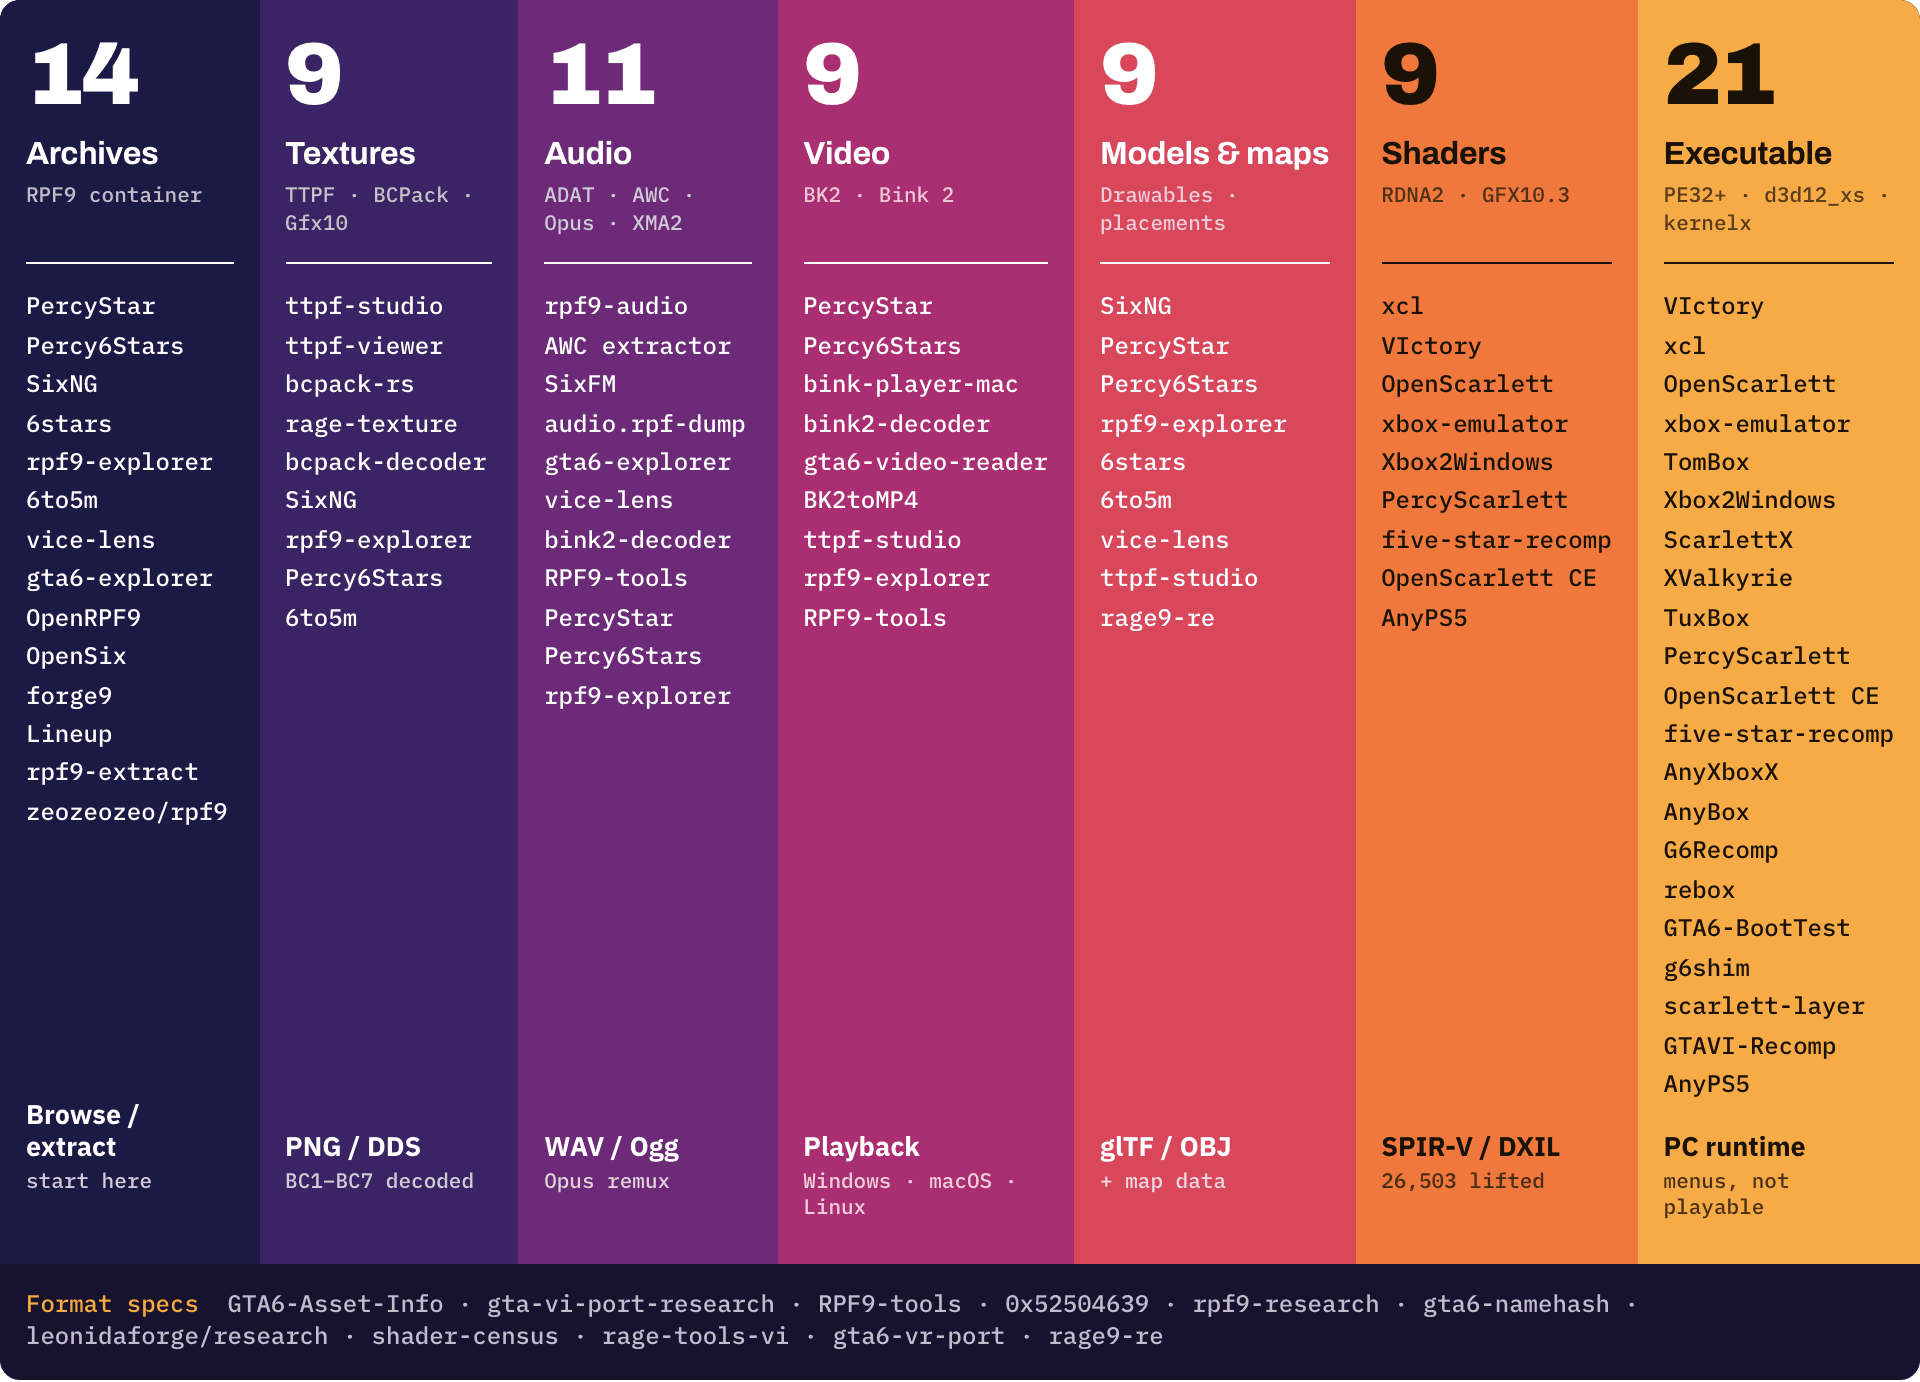 14
Archives
RPF9 container
PercyStar
Percy6Stars
SixNG
6stars
rpf9-explorer
6to5m
vice-lens
gta6-explorer
OpenRPF9
OpenSix
forge9
Lineup
rpf9-extract
zeozeozeo/rpf9
Browse /
extract
start here
9
Textures
TTPF · BCPack ·
Gfx10
ttpf-studio
ttpf-viewer
bcpack-rs
rage-texture
bcpack-decoder
SixNG
rpf9-explorer
Percy6Stars
6to5m
PNG / DDS
BC1–BC7 decoded
11
Audio
ADAT · AWC ·
Opus · XMA2
rpf9-audio
AWC extractor
SixFM
audio.rpf-dump
gta6-explorer
vice-lens
bink2-decoder
RPF9-tools
PercyStar
Percy6Stars
rpf9-explorer
WAV / Ogg
Opus remux
9
Video
BK2 · Bink 2
PercyStar
Percy6Stars
bink-player-mac
bink2-decoder
gta6-video-reader
BK2toMP4
ttpf-studio
rpf9-explorer
RPF9-tools
Playback
Windows · macOS ·
Linux
9
Models & maps
Drawables ·
placements
SixNG
PercyStar
Percy6Stars
rpf9-explorer
6stars
6to5m
vice-lens
ttpf-studio
rage9-re
glTF / OBJ
+ map data
9
Shaders
RDNA2 · GFX10.3
xcl
VIctory
OpenScarlett
xbox-emulator
Xbox2Windows
PercyScarlett
five-star-recomp
OpenScarlett CE
AnyPS5
SPIR-V / DXIL
26,503 lifted
21
Executable
PE32+ · d3d12_xs ·
kernelx
VIctory
xcl
OpenScarlett
xbox-emulator
TomBox
Xbox2Windows
ScarlettX
XValkyrie
TuxBox
PercyScarlett
OpenScarlett CE
five-star-recomp
AnyXboxX
AnyBox
G6Recomp
rebox
GTA6-BootTest
g6shim
scarlett-layer
GTAVI-Recomp
AnyPS5
PC runtime
menus, not
playable
Format specs GTA6-Asset-Info · gta-vi-port-research · RPF9-tools · 0x52504639 · rpf9-research · gta6-namehash ·
leonidaforge/research · shader-census · rage-tools-vi · gta6-vr-port · rage9-re